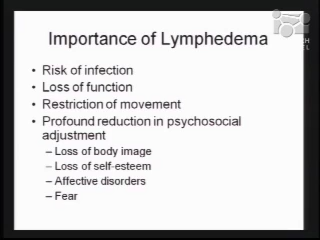 Importance of Lymphedema
• Risk of infection
• Loss of function
• Restriction of movement
• Profound reduction in psychosocial
adjustment
– Loss of body image
– Loss of self-esteem
– Affective disorders
– Fear